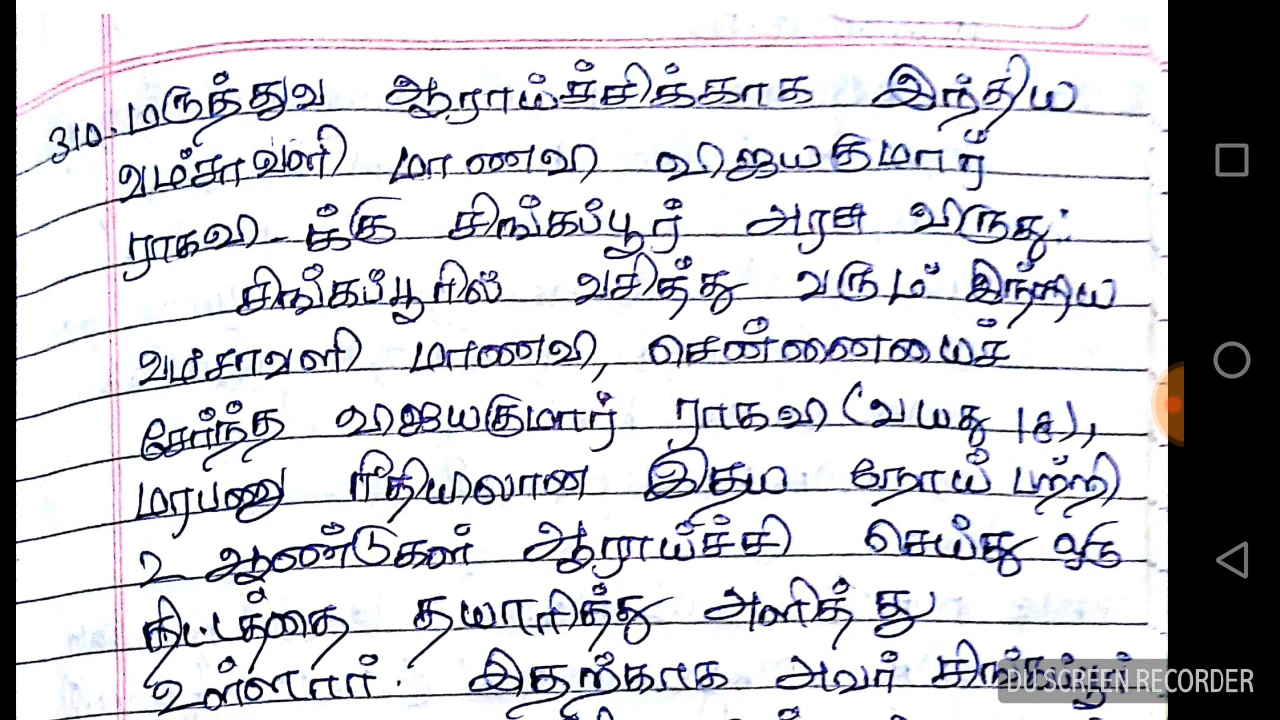 310. மருத்துவ ஆராய்ச்சிக்காக இந்திய
வம்சாவளி மாணவி விஜயகுமார்
ராகவி-க்கு சிங்கப்பூர் அரசு விருது:
சிங்கப்பூரில் வசித்து வரும் இந்திய
வம்சாவளி மாணவி, சென்னையைச்
சேர்ந்த விஜயகுமார் ராகவி (வயது 18),
மரபணு ரீதியிலான இதய நோய் பற்றி
2 ஆண்டுகள் ஆராய்ச்சி செய்து ஒரு
திட்டத்தை தயாரித்து அளித்து
உள்ளார். இதற்காக அவர் சிங்கப்பூர்
DU SCREEN RECORDER